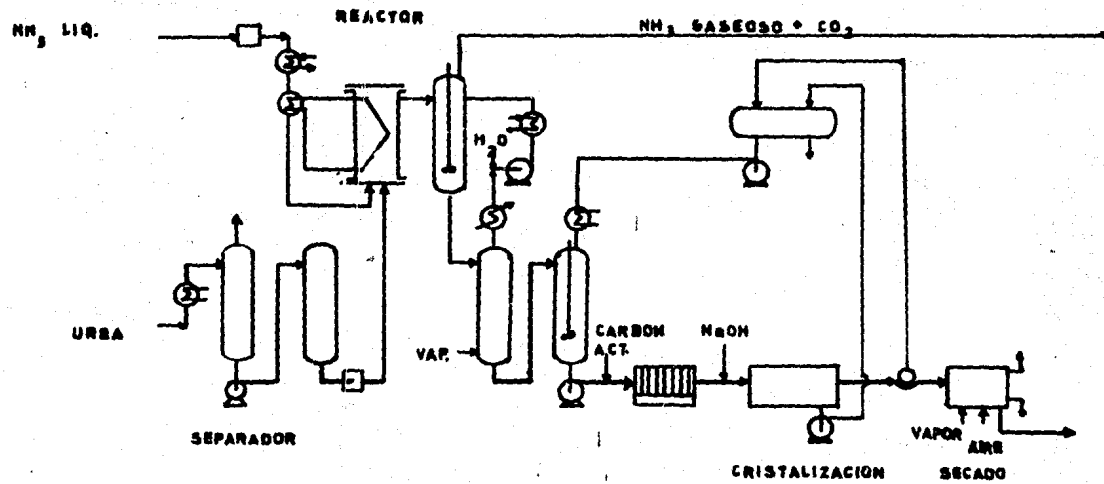 REACTOR
NH3 LIQ.
NH3 GASEOSO + CO2
H2O
UREA
VAP.
CARBON
ACT.
NaOH
SEPARADOR
VAPOR
AIRE
CRISTALIZACION
SECADO